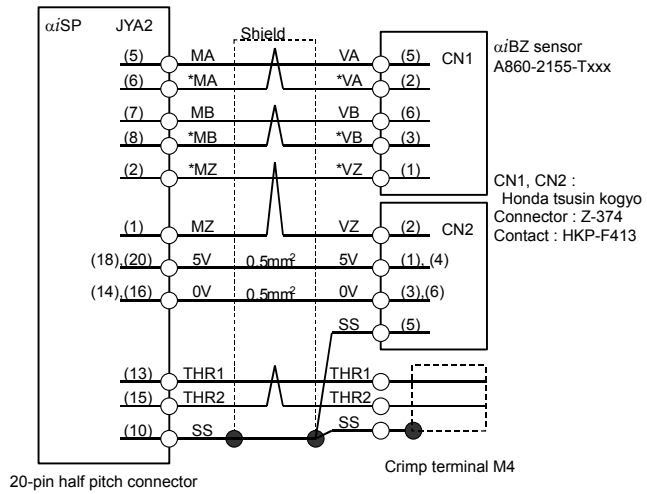 αiSP JYA2
Shield
(5) MA VA (5) CN1
(6) *MA *VA (2)
(7) MB VB (6)
(8) *MB *VB (3)
(2) *MZ *VZ (1)
αiBZ sensor
A860-2155-Txxx
CN1, CN2 :
Honda tsusin kogyo
Connector : Z-374
Contact : HKP-F413
(1) MZ VZ (2) CN2
(18),(20) 5V 0.5mm² 5V (1), (4)
(14),(16) 0V 0.5mm² 0V (3),(6)
SS (5)
(13) THR1 THR1
(15) THR2 THR2
(10) SS SS
Crimp terminal M4
20-pin half pitch connector